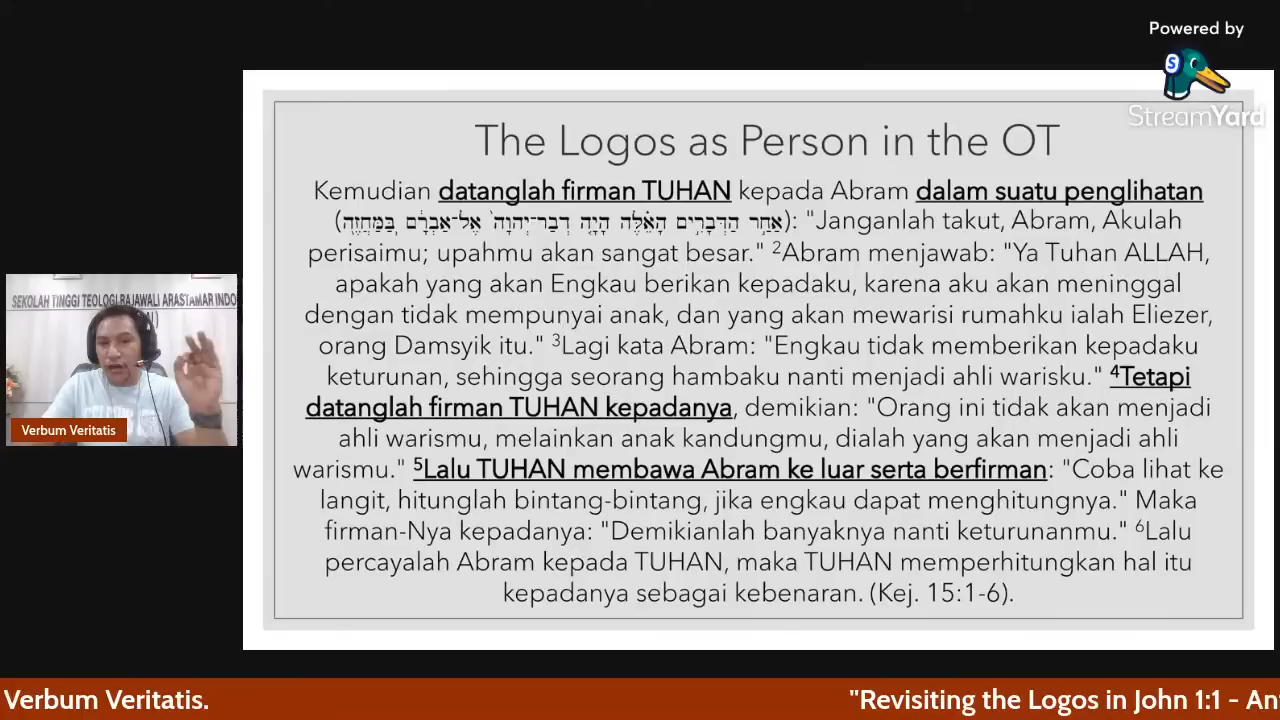 Powered by
StreamYard
The Logos as Person in the OT
Kemudian datanglah firman TUHAN kepada Abram dalam suatu penglihatan
(אַחַ֣ר הַדְּבָרִ֣ים הָאֵ֗לֶּה הָיָ֤ה דְבַר־יְהוָה֙ אֶל־אַבְרָ֔ם בַּֽמַּחֲזֶ֖ה): "Janganlah takut, Abram, Akulah
perisaimu; upahmu akan sangat besar." ²Abram menjawab: "Ya Tuhan ALLAH,
apakah yang akan Engkau berikan kepadaku, karena aku akan meninggal
dengan tidak mempunyai anak, dan yang akan mewarisi rumahku ialah Eliezer,
orang Damsyik itu." ³Lagi kata Abram: "Engkau tidak memberikan kepadaku
keturunan, sehingga seorang hambaku nanti menjadi ahli warisku." ⁴Tetapi
datanglah firman TUHAN kepadanya, demikian: "Orang ini tidak akan menjadi
ahli warismu, melainkan anak kandungmu, dialah yang akan menjadi ahli
warismu." ⁵Lalu TUHAN membawa Abram ke luar serta berfirman: "Coba lihat ke
langit, hitunglah bintang-bintang, jika engkau dapat menghitungnya." Maka
firman-Nya kepadanya: "Demikianlah banyaknya nanti keturunanmu." ⁶Lalu
percayalah Abram kepada TUHAN, maka TUHAN memperhitungkan hal itu
kepadanya sebagai kebenaran. (Kej. 15:1-6).
SEKOLAH TINGGI TEOLOGI RAJAWALI ARASTAMAR INDO
Verbum Veritatis
Verbum Veritatis.
"Revisiting the Logos in John 1:1 - An